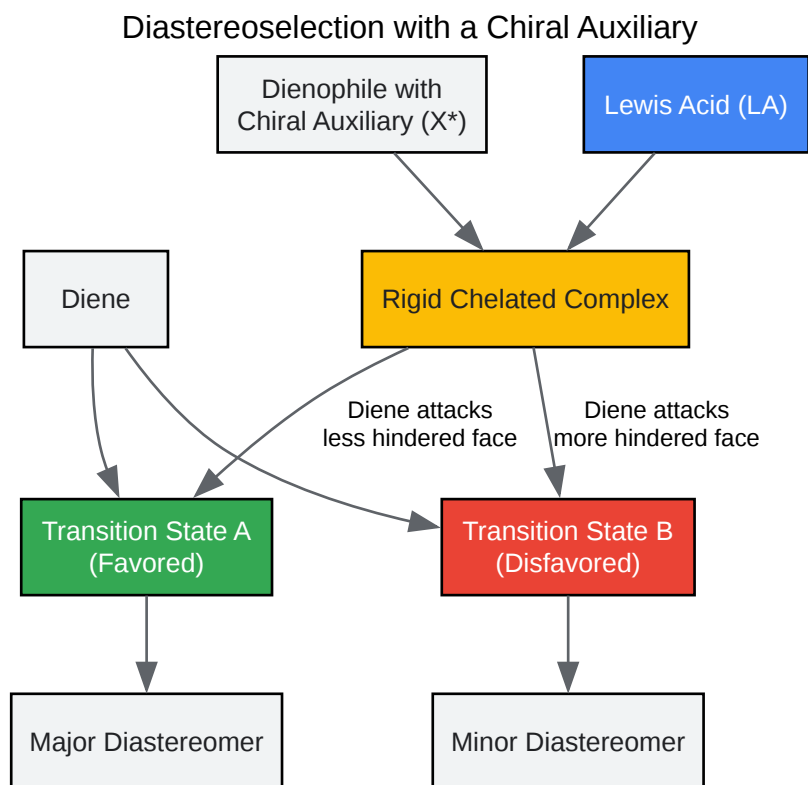 Diastereoselection with a Chiral Auxiliary
Dienophile with
Chiral Auxiliary (X*)
Lewis Acid (LA)
Diene
Rigid Chelated Complex
Diene attacks
less hindered face
Diene attacks
more hindered face
Transition State A
(Favored)
Transition State B
(Disfavored)
Major Diastereomer
Minor Diastereomer